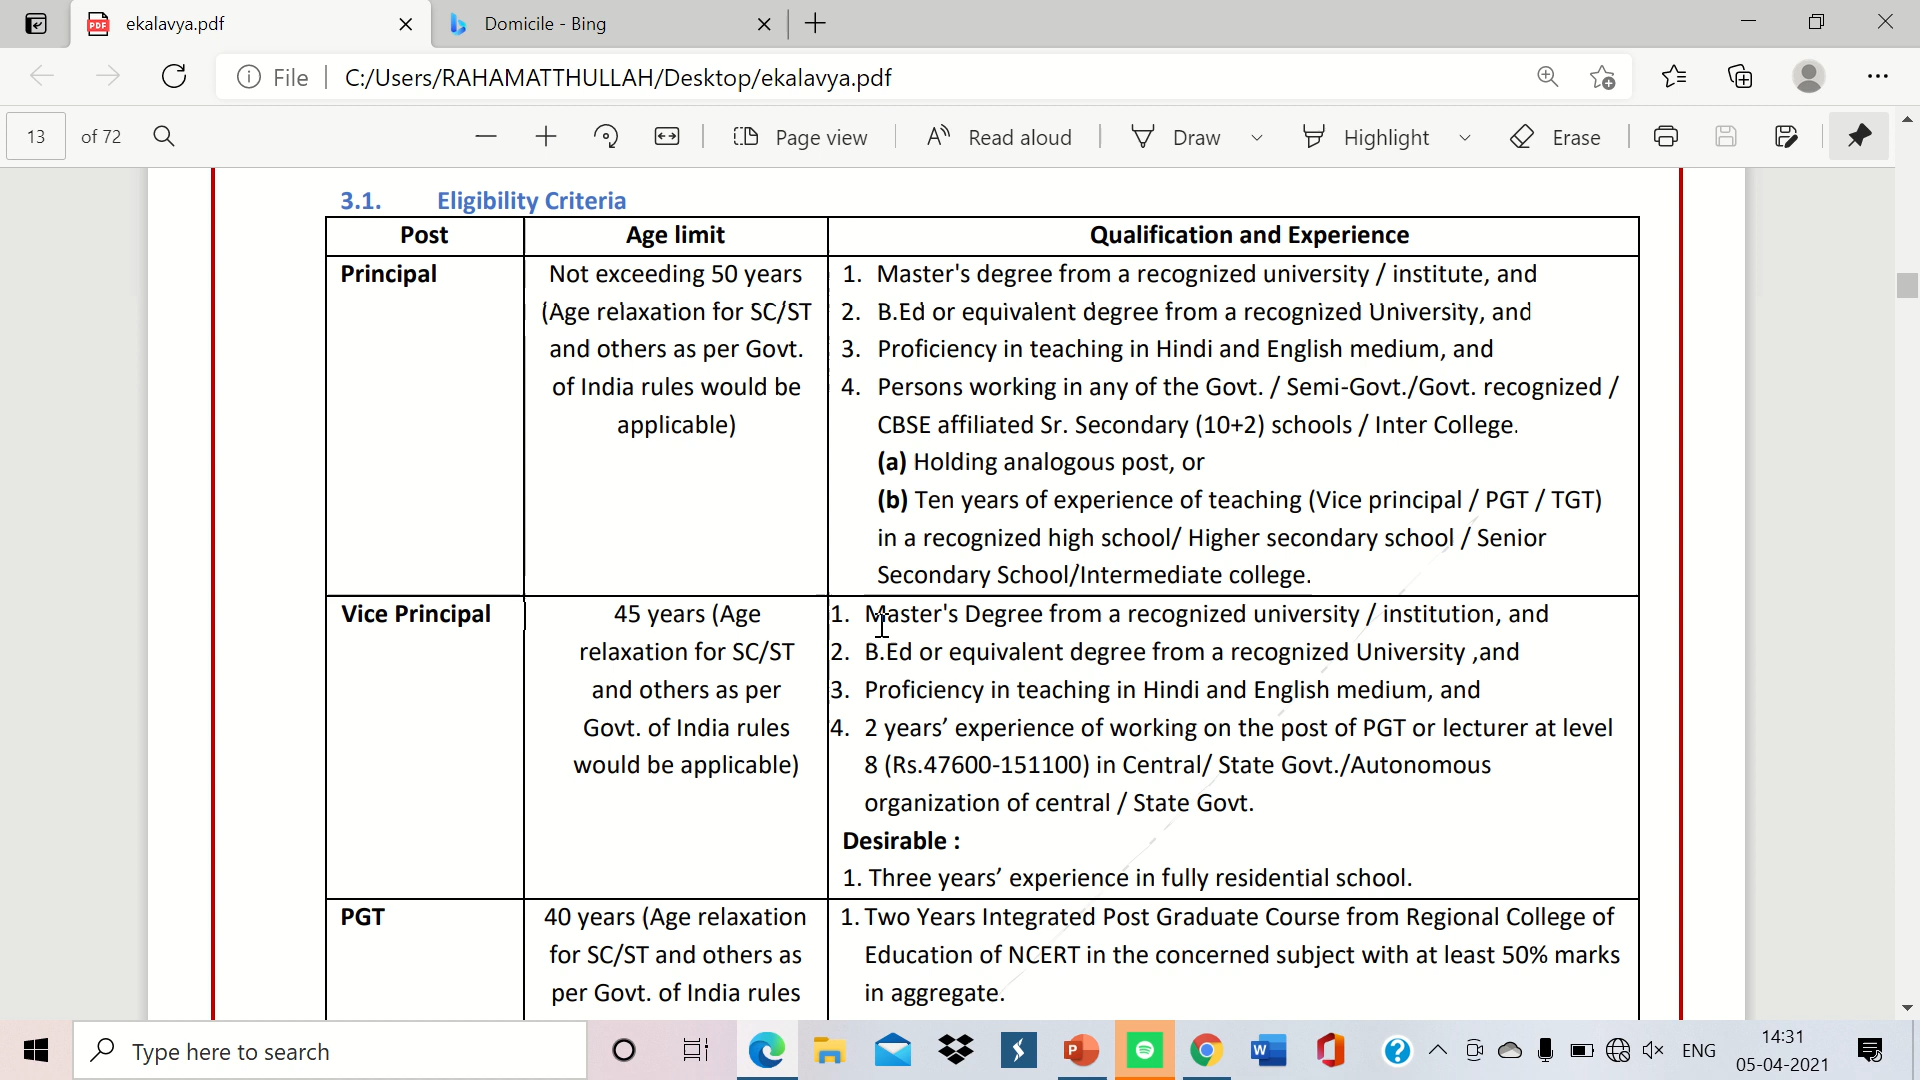 ekalavya.pdf
Domicile - Bing
File
C:/Users/RAHAMATTHULLAH/Desktop/ekalavya.pdf
13 of 72
Page view
Read aloud
Draw
Highlight
Erase
3.1. Eligibility Criteria
Post Age limit Qualification and Experience
Principal
Not exceeding 50 years
(Age relaxation for SC/ST
and others as per Govt.
of India rules would be
applicable)
1. Master's degree from a recognized university / institute, and
2. B.Ed or equivalent degree from a recognized University, and
3. Proficiency in teaching in Hindi and English medium, and
4. Persons working in any of the Govt. / Semi-Govt./Govt. recognized /
CBSE affiliated Sr. Secondary (10+2) schools / Inter College.
(a) Holding analogous post, or
(b) Ten years of experience of teaching (Vice principal / PGT / TGT)
in a recognized high school/ Higher secondary school / Senior
Secondary School/Intermediate college.
Vice Principal
45 years (Age
relaxation for SC/ST
and others as per
Govt. of India rules
would be applicable)
1. Master's Degree from a recognized university / institution, and
2. B.Ed or equivalent degree from a recognized University ,and
3. Proficiency in teaching in Hindi and English medium, and
4. 2 years’ experience of working on the post of PGT or lecturer at level
8 (Rs.47600-151100) in Central/ State Govt./Autonomous
organization of central / State Govt.
Desirable :
1. Three years’ experience in fully residential school.
PGT
40 years (Age relaxation
for SC/ST and others as
per Govt. of India rules
1. Two Years Integrated Post Graduate Course from Regional College of
Education of NCERT in the concerned subject with at least 50% marks
in aggregate.
Type here to search
ENG
14:31
05-04-2021